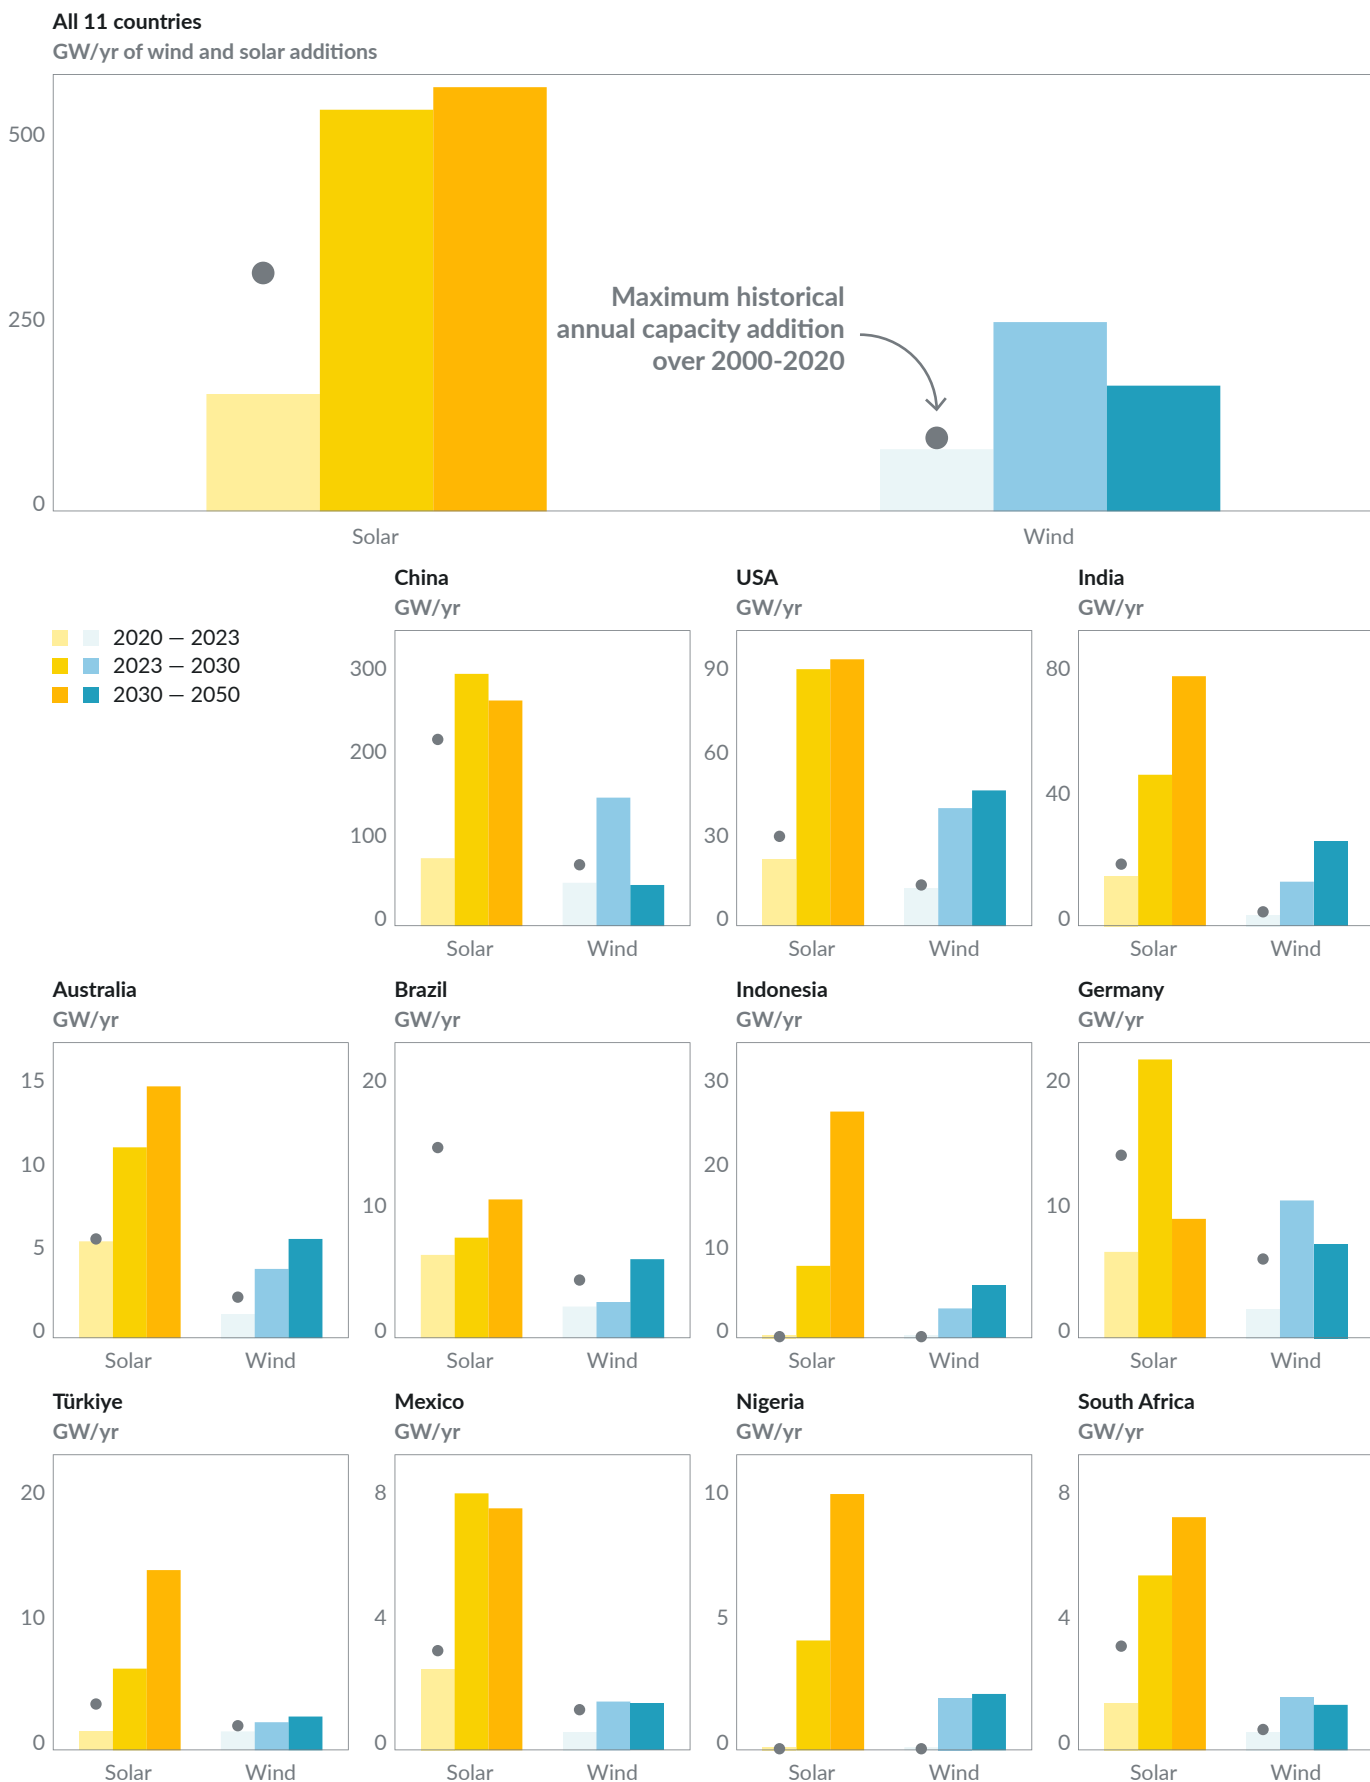 All 11 countries
GW/yr of wind and solar additions
500
250
0
Maximum historical
annual capacity addition
over 2000-2020
Solar
Wind
2020 — 2023
2023 — 2030
2030 — 2050
China
GW/yr
300
200
100
0
Solar
Wind
USA
GW/yr
90
60
30
0
Solar
Wind
India
GW/yr
80
40
0
Solar
Wind
Australia
GW/yr
15
10
5
0
Solar
Wind
Brazil
GW/yr
20
10
0
Solar
Wind
Indonesia
GW/yr
30
20
10
0
Solar
Wind
Germany
GW/yr
20
10
0
Solar
Wind
Türkiye
GW/yr
20
10
0
Solar
Wind
Mexico
GW/yr
8
4
0
Solar
Wind
Nigeria
GW/yr
10
5
0
Solar
Wind
South Africa
GW/yr
8
4
0
Solar
Wind